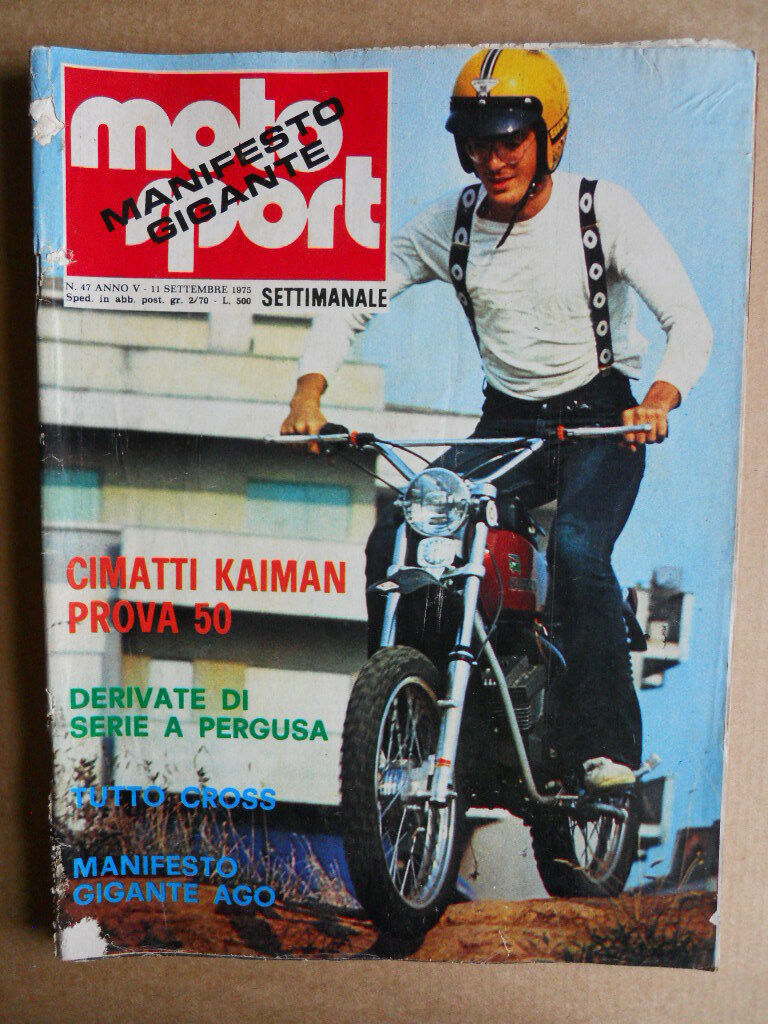 moto
sport
MANIFESTO
GIGANTE
N. 47 ANNO V - 11 SETTEMBRE 1975
Sped. in abb. post. gr. 2/70 - L. 500
SETTIMANALE
CIMATTI KAIMAN
PROVA 50
DERIVATE DI
SERIE A PERGUSA
TUTTO CROSS
MANIFESTO
GIGANTE AGO